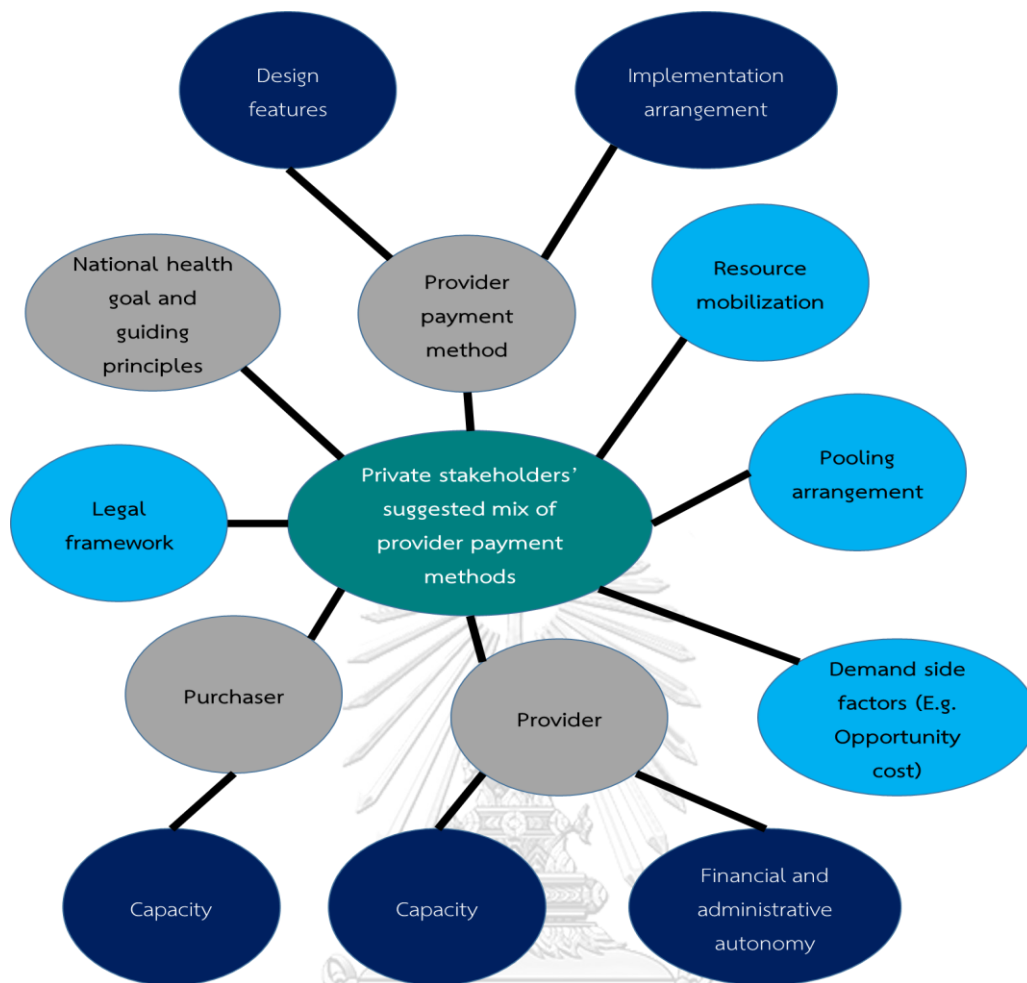 Design
features
Implementation
arrangement
National health
goal and
guiding
principles
Provider
payment
method
Resource
mobilization
Legal
framework
Private stakeholders’
suggested mix of
provider payment
methods
Pooling
arrangement
Purchaser
Provider
Demand side
factors (E.g.
Opportunity
cost)
Capacity
Capacity
Financial and
administrative
autonomy